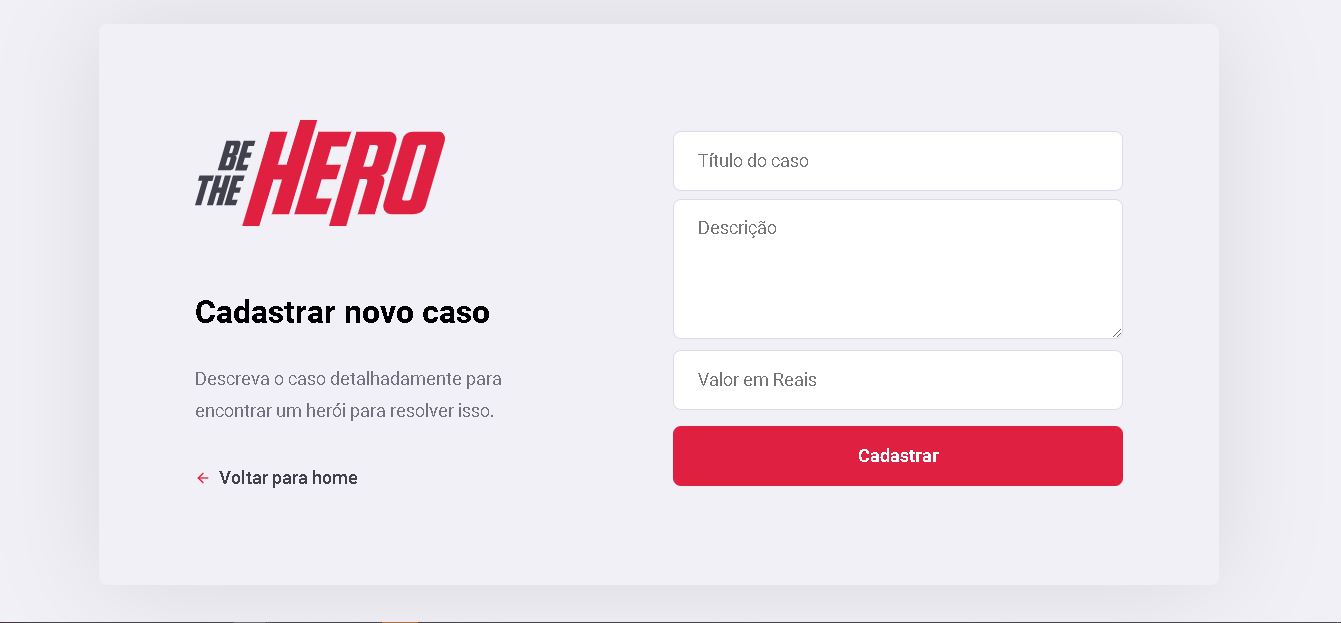 BE
THE HERO
Cadastrar novo caso
Descreva o caso detalhadamente para
encontrar um herói para resolver isso.
Voltar para home
Título do caso
Descrição
Valor em Reais
Cadastrar